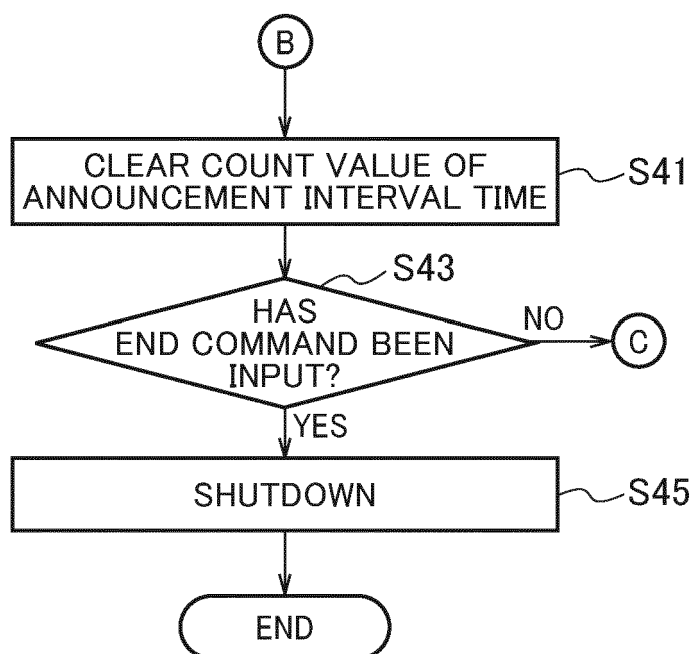 B
CLEAR COUNT VALUE OF
ANNOUNCEMENT INTERVAL TIME
S41
S43
HAS
END COMMAND BEEN
INPUT?
NO
C
YES
SHUTDOWN
S45
END